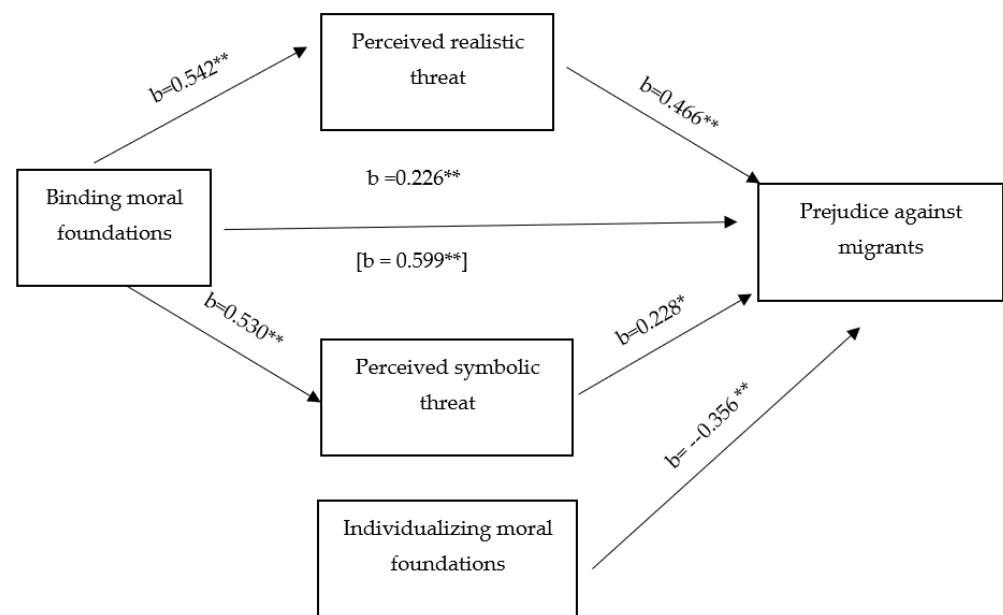 Perceived realistic
threat
b=0.542**
b=0.466**
Binding moral
foundations
b =0.226**
[b = 0.599**]
Prejudice against
migrants
b=0.530**
b=0.228*
Perceived symbolic
threat
b= --0.356 **
Individualizing moral
foundations